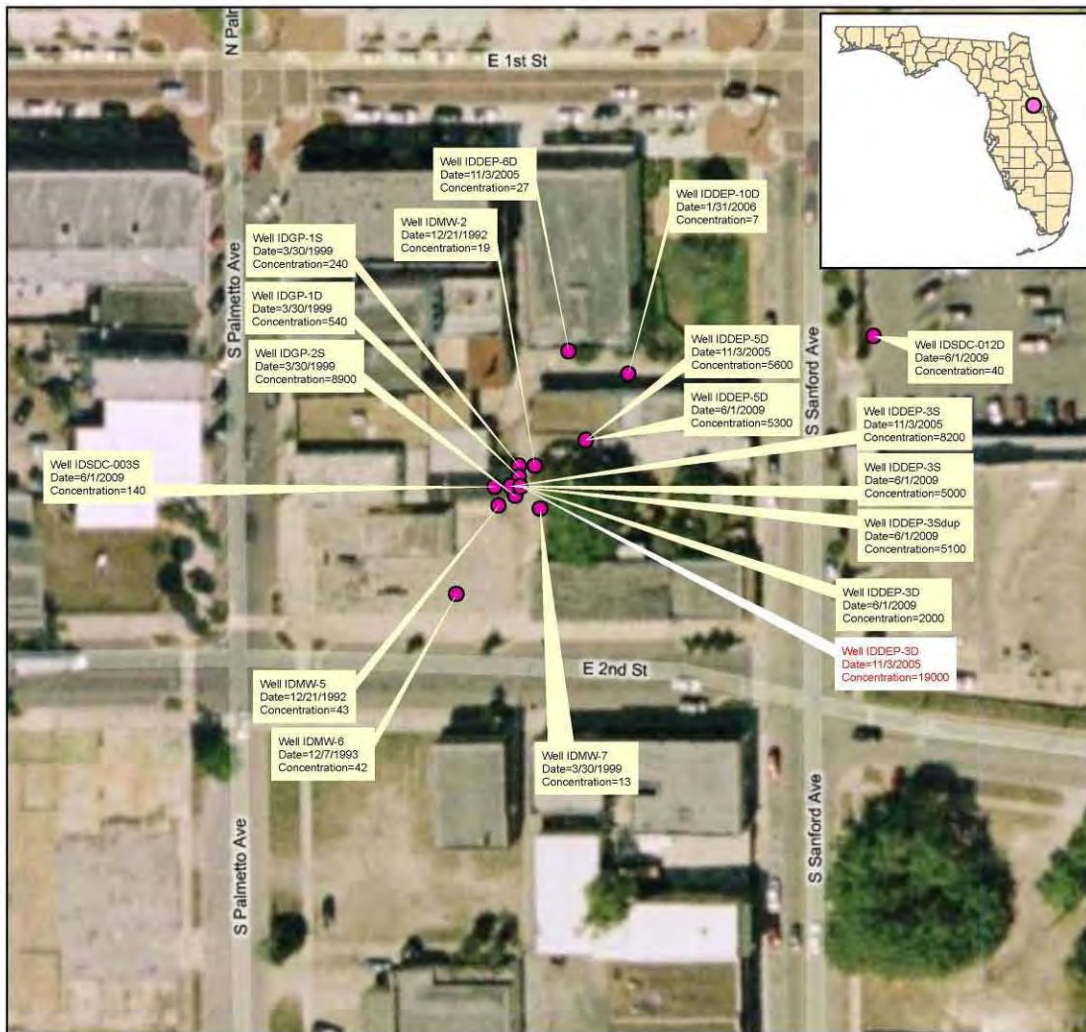 N Palm
E 1st St
Well IDDEP-6D
Date=11/3/2005
Concentration=27
Well IDDEP-10D
Date=1/31/2006
Concentration=7
Well IDMW-2
Date=12/21/1992
Concentration=19
Well IDGP-1S
Date=3/30/1999
Concentration=240
Well IDGP-1D
Date=3/30/1999
Concentration=540
Well IDGP-2S
Date=3/30/1999
Concentration=8900
S Palmetto Ave
S Sanford Ave
Well IDDEP-5D
Date=11/3/2005
Concentration=5600
Well IDSDC-012D
Date=6/1/2009
Concentration=40
Well IDDEP-5D
Date=6/1/2009
Concentration=5300
Well IDDEP-3S
Date=11/3/2005
Concentration=8200
Well IDSDC-003S
Date=6/1/2009
Concentration=140
Well IDDEP-3S
Date=6/1/2009
Concentration=5000
Well IDDEP-3Sdup
Date=6/1/2009
Concentration=5100
Well IDDEP-3D
Date=6/1/2009
Concentration=2000
Well IDDEP-3D
Date=11/3/2005
Concentration=19000
E 2nd St
Well IDMW-5
Date=12/21/1992
Concentration=43
Well IDMW-6
Date=12/7/1993
Concentration=42
Well IDMW-7
Date=3/30/1999
Concentration=13
S Palmetto Ave
S Sanford Ave